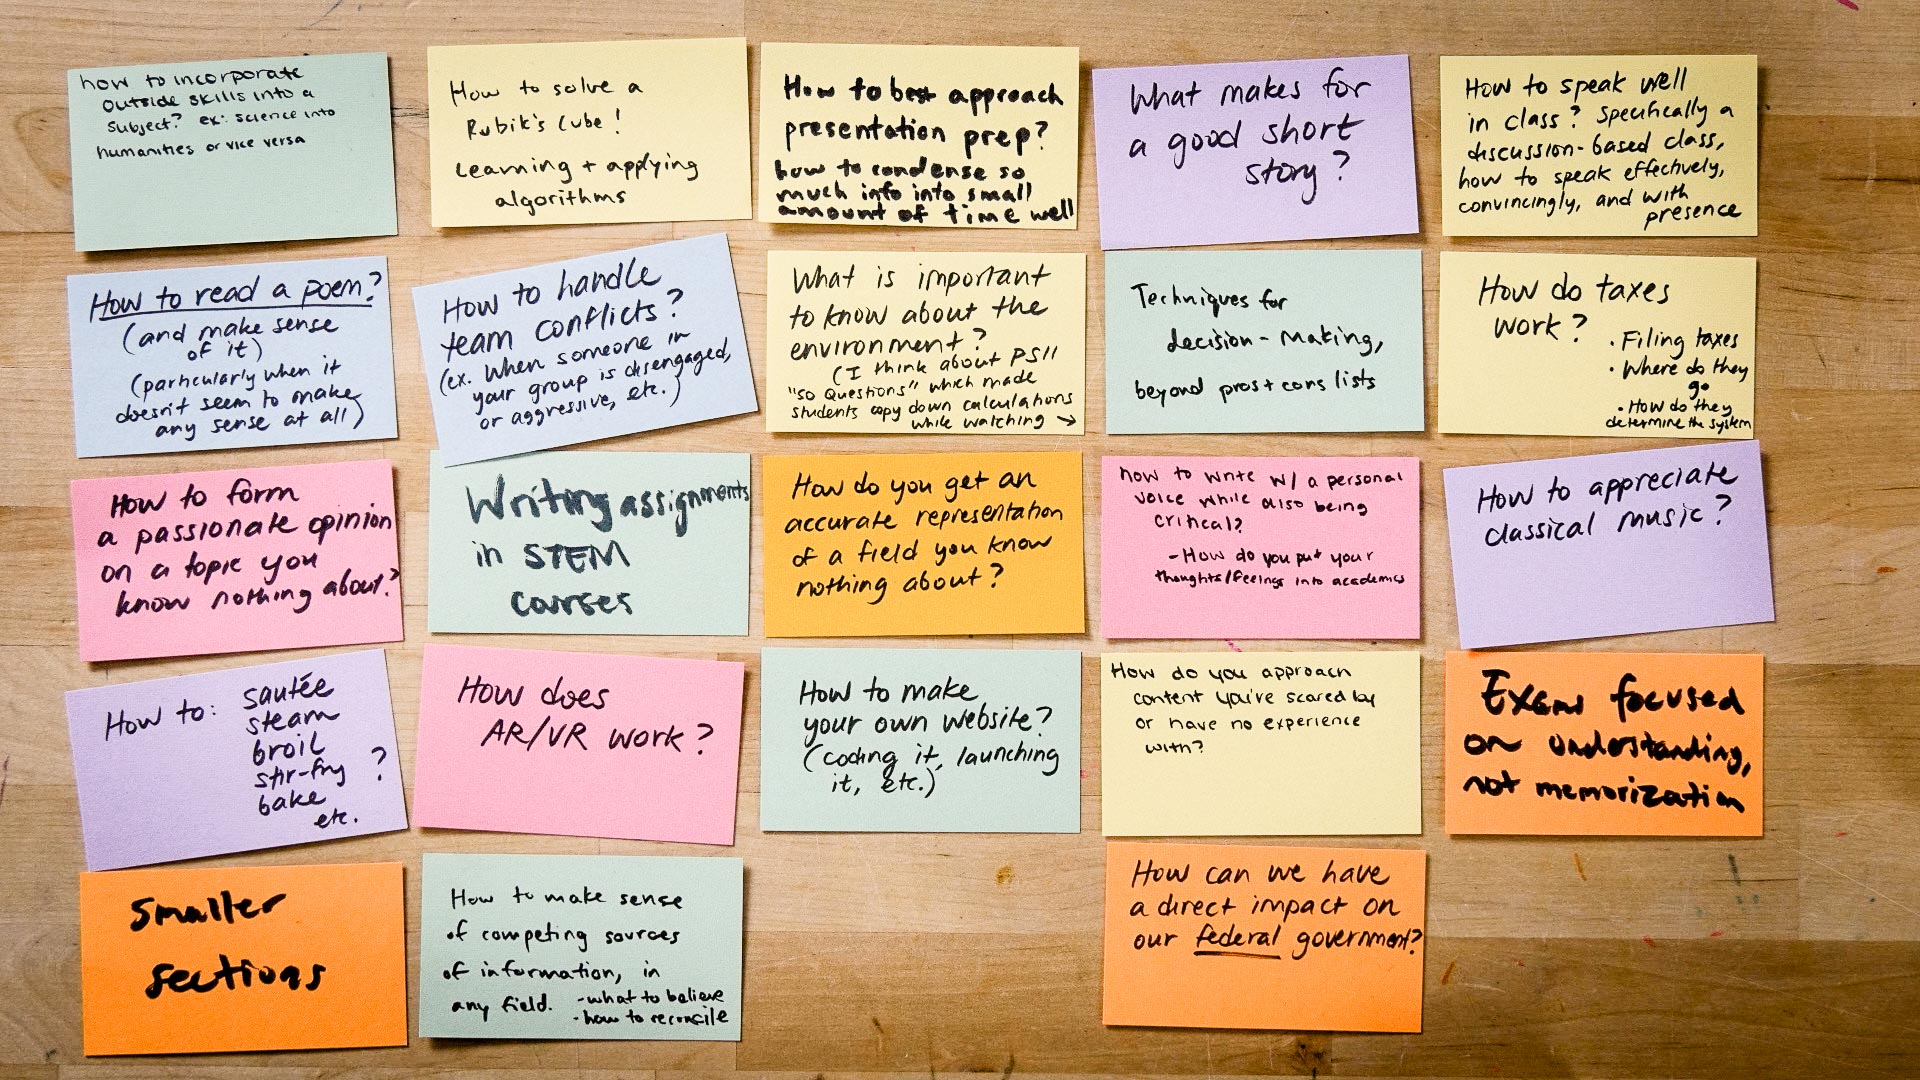 how to incorporate
outside skills into a
subject? ex: science into
humanities or vice versa
How to solve a
Rubik's Cube!
Learning + applying
algorithms
How to best approach
presentation prep?
how to condense so
much info into small
amount of time well
What makes for
a good short
story?
How to speak well
in class? Specifically a
discussion-based class,
how to speak effectively,
convincingly, and with
presence
How to read a poem?
(and make sense
of it)
(particularly when it
doesn't seem to make
any sense at all)
How to handle
team conflicts?
(ex. When someone in
your group is disengaged,
or aggressive, etc.)
What is important
to know about the
environment?
(I think about PS11
"SO Questions" which made
students copy down calculations
while watching →
Techniques for
decision-making,
beyond pros + cons lists
How do taxes
work?
• Filing taxes
• Where do they
go
• How do they
determine the system
How to form
a passionate opinion
on a topic you
know nothing about?
Writing assignments
in STEM
courses
How do you get an
accurate representation
of a field you know
nothing about?
how to write w/ a personal
voice while also being
critical?
- How do you put your
thoughts/feelings into academics
How to appreciate
classical music?
How to: sautée
steam
broil
stir-fry ?
bake
etc.
How does
AR/VR work?
How to make
your own website?
(coding it, launching
it, etc.)
How do you approach
content you're scared by
or have no experience
with?
Exams focused
on understanding,
not memorization
Smaller
sections
How to make sense
of competing sources
of information, in
any field. - what to believe
- how to reconcile
How can we have
a direct impact on
our federal government?